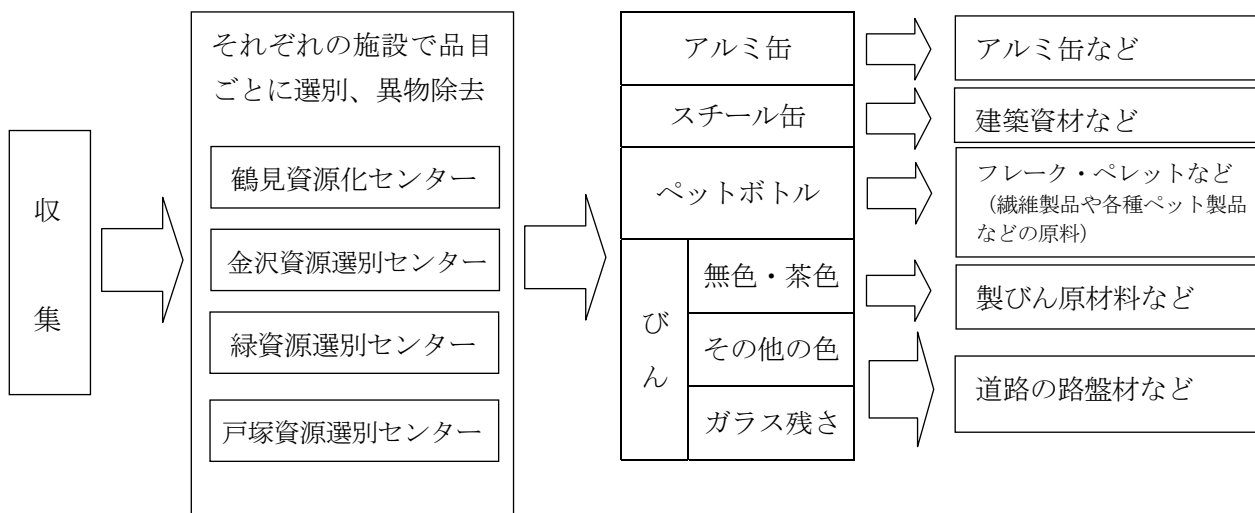 収
集
それぞれの施設で品目
ごとに選別、異物除去
鶴見資源化センター
金沢資源選別センター
緑資源選別センター
戸塚資源選別センター
アルミ缶
スチール缶
ペットボトル
びん
無色・茶色
その他の色
ガラス残さ
アルミ缶など
建築資材など
フレーク・ペレットなど
（繊維製品や各種ペット製品
などの原料）
製びん原材料など
道路の路盤材など